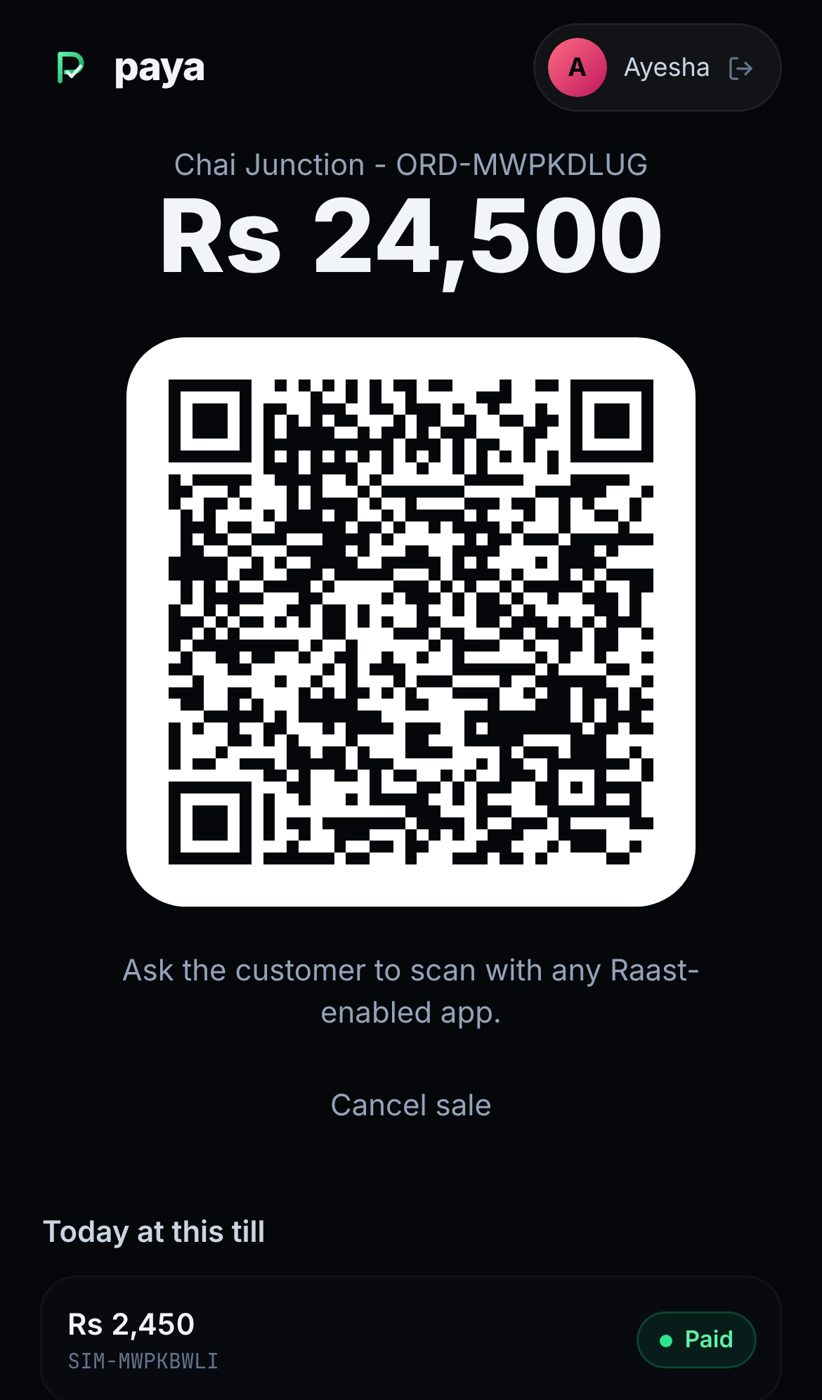 paya
A Ayesha
Chai Junction - ORD-MWPKDLUG
Rs 24,500
Ask the customer to scan with any Raast-
enabled app.
Cancel sale
Today at this till
Rs 2,450
Paid
SIM-MWPKBWLI